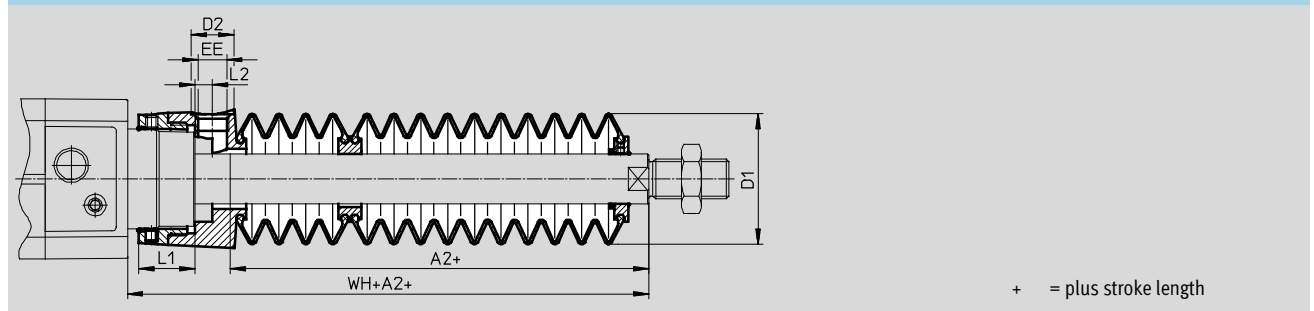 D2
EE
L2
D1
L1
A2+
WH+A2+
+ = plus stroke length